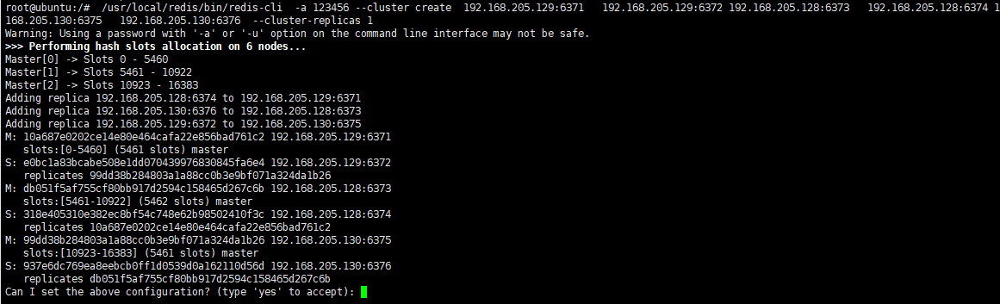 root@ubuntu:/#  /usr/local/redis/bin/redis-cli  -a 123456 --cluster create  192.168.205.129:6371   192.168.205.129:6372 192.168.205.128:6373   192.168.205.128:6374 1
168.205.130:6375   192.168.205.130:6376  --cluster-replicas 1
Warning: Using a password with '-a' or '-u' option on the command line interface may not be safe.
>>> Performing hash slots allocation on 6 nodes...
Master[0] -> Slots 0 - 5460
Master[1] -> Slots 5461 - 10922
Master[2] -> Slots 10923 - 16383
Adding replica 192.168.205.128:6374 to 192.168.205.129:6371
Adding replica 192.168.205.130:6376 to 192.168.205.128:6373
Adding replica 192.168.205.129:6372 to 192.168.205.130:6375
M: 10a687e0202ce14e80e464cafa22e856bad761c2 192.168.205.129:6371
   slots:[0-5460] (5461 slots) master
S: e0bc1a83bcabe508e1dd070439976830845fa6e4 192.168.205.129:6372
   replicates 99dd38b284803a1a88cc0b3e9bf071a324da1b26
M: db051f5af755cf80bb917d2594c158465d267c6b 192.168.205.128:6373
   slots:[5461-10922] (5462 slots) master
S: 318e405310e382ec8bf54c748e62b98502410f3c 192.168.205.128:6374
   replicates 10a687e0202ce14e80e464cafa22e856bad761c2
M: 99dd38b284803a1a88cc0b3e9bf071a324da1b26 192.168.205.130:6375
   slots:[10923-16383] (5461 slots) master
S: 937e6dc769ea8eebcb0ff1d0539d0a162110d56d 192.168.205.130:6376
   replicates db051f5af755cf80bb917d2594c158465d267c6b
Can I set the above configuration? (type 'yes' to accept):